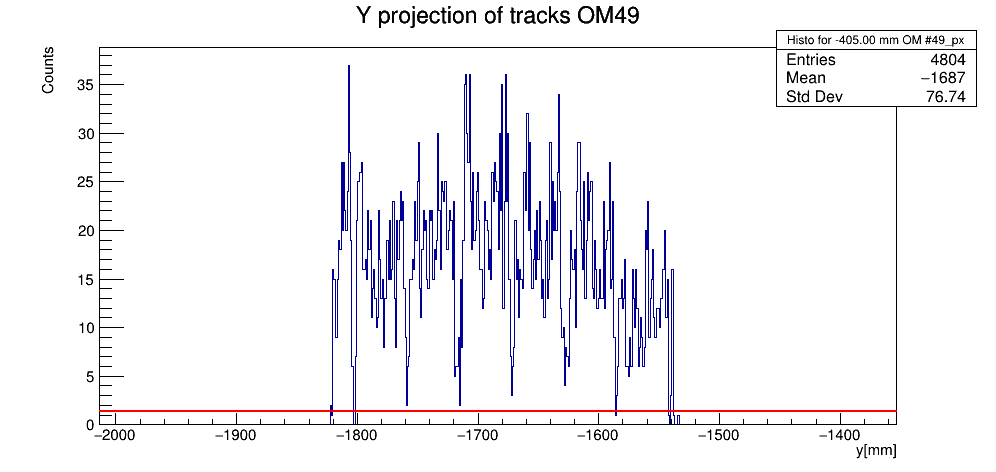 Y projection of tracks OM49
Histo for -405.00 mm OM #49_px
Entries 4804
Mean −1687
Std Dev 76.74
Counts
35
30
25
20
15
10
5
0
−2000 −1900 −1800 −1700 −1600 −1500 −1400
y[mm]